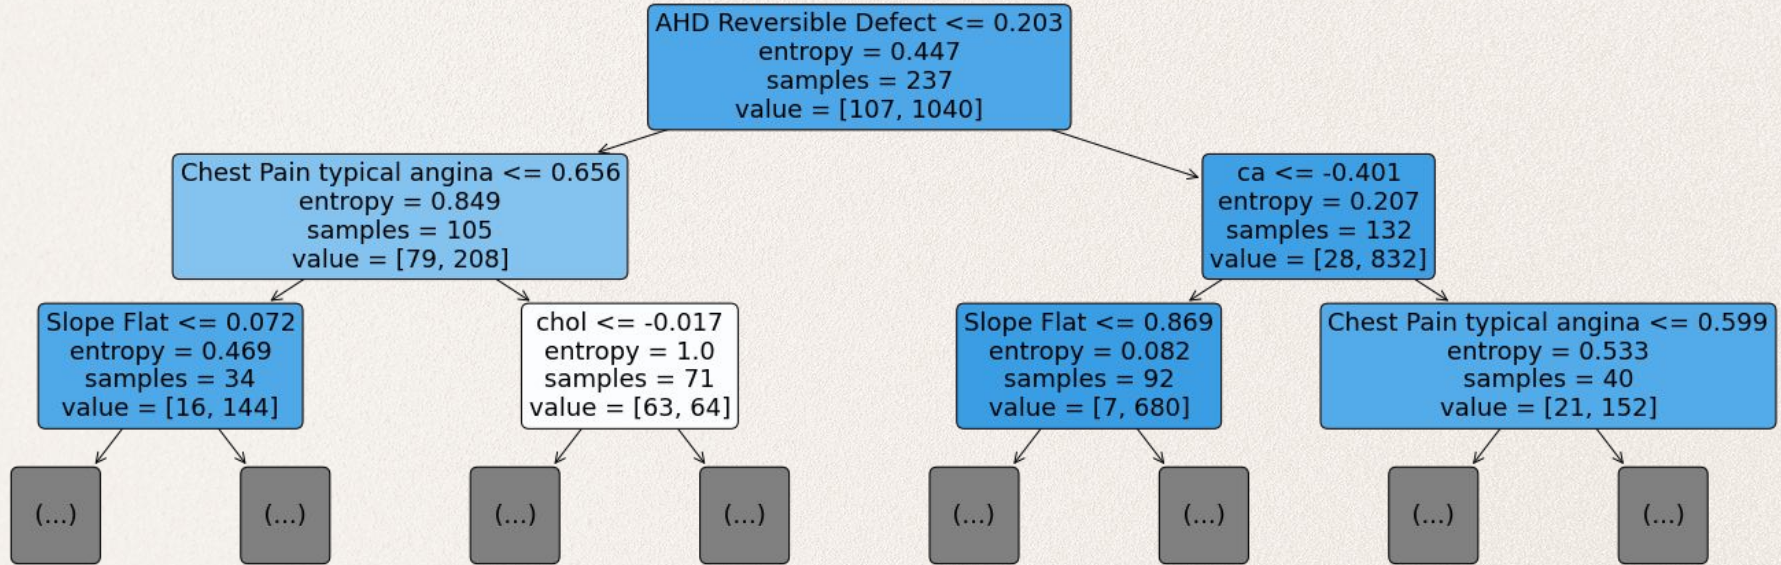 AHD Reversible Defect <= 0.203
entropy = 0.447
samples = 237
value = [107, 1040]
Chest Pain typical angina <= 0.656
entropy = 0.849
samples = 105
value = [79, 208]
ca <= -0.401
entropy = 0.207
samples = 132
value = [28, 832]
Slope Flat <= 0.072
entropy = 0.469
samples = 34
value = [16, 144]
chol <= -0.017
entropy = 1.0
samples = 71
value = [63, 64]
Slope Flat <= 0.869
entropy = 0.082
samples = 92
value = [7, 680]
Chest Pain typical angina <= 0.599
entropy = 0.533
samples = 40
value = [21, 152]
(...)
(...)
(...)
(...)
(...)
(...)
(...)
(...)